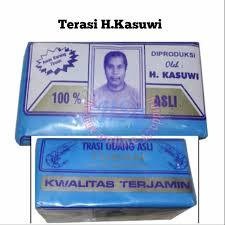 Terasi H.Kasuwi
DIPRODUKSI
Oleh :
H. KASUWI
100 %
ASLI
TRASI UDANG ASLI
KWALITAS TERJAMIN